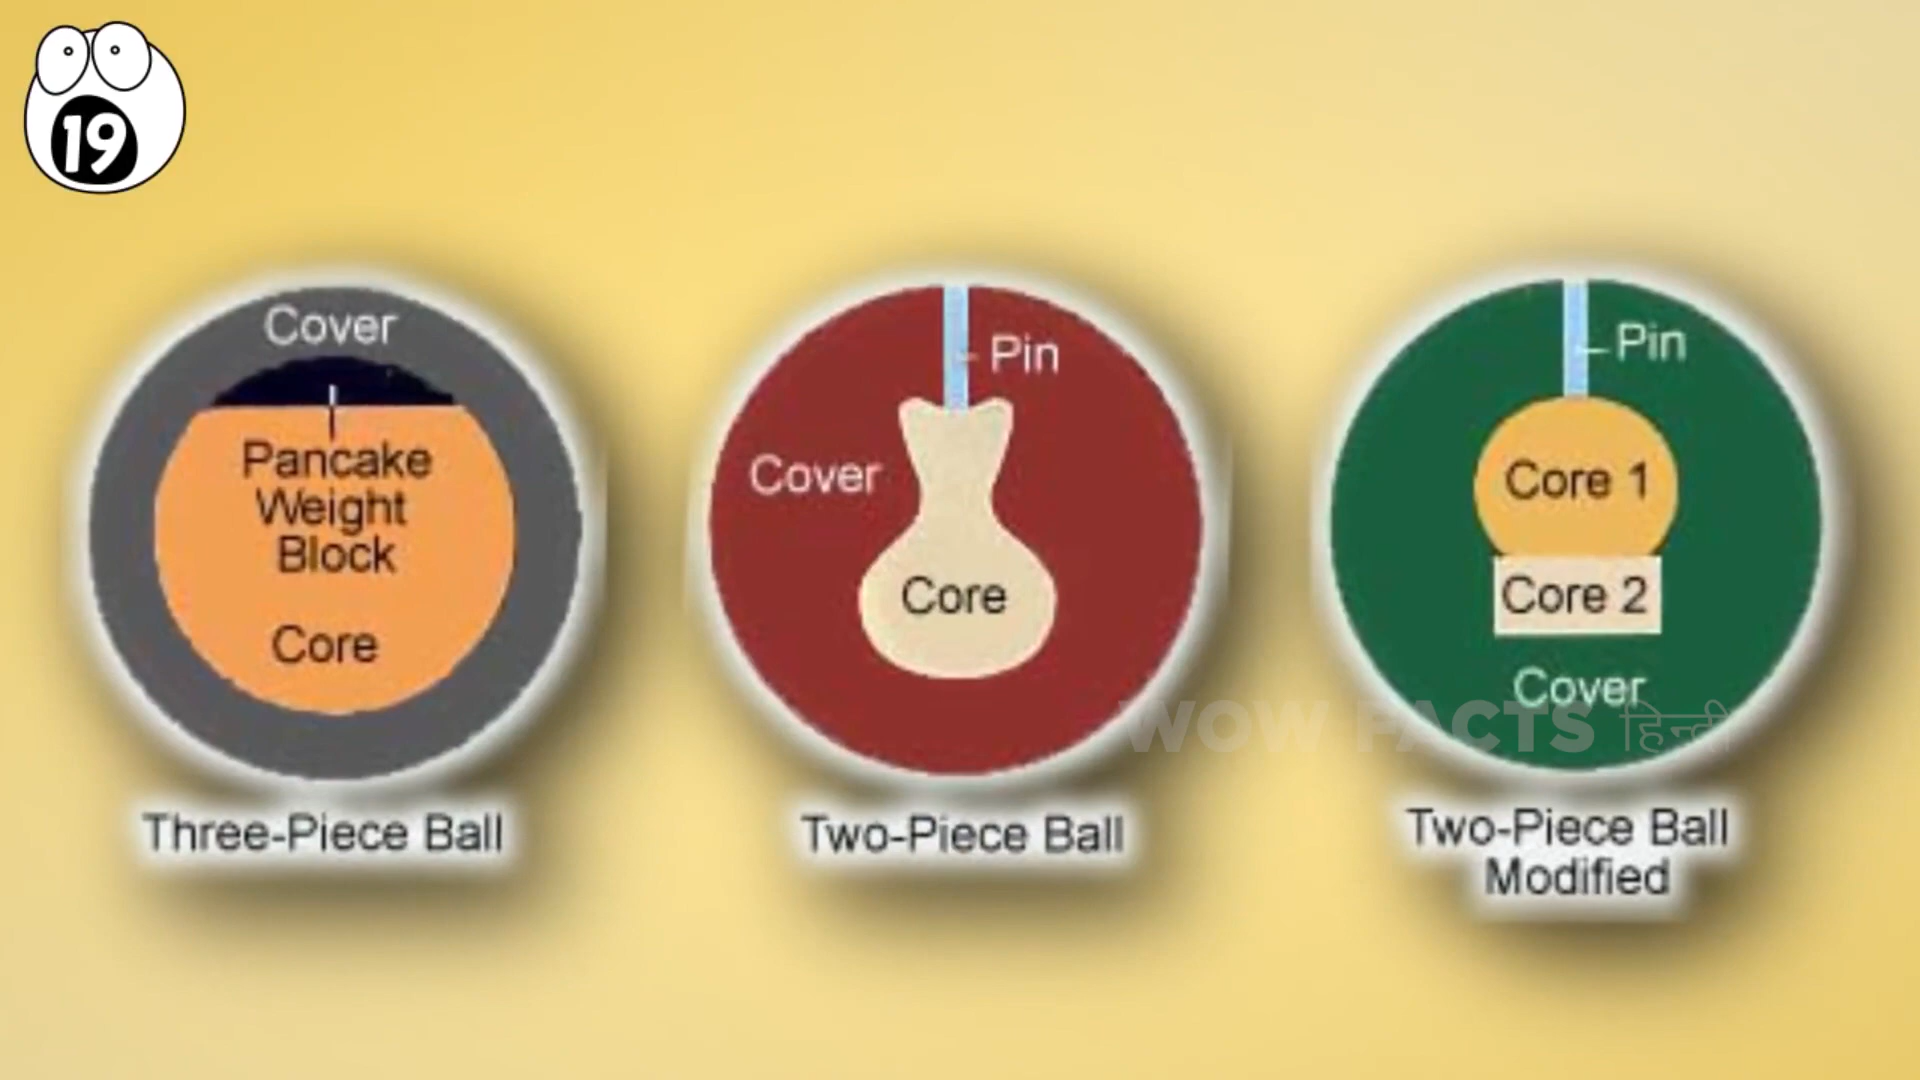 19
Cover
Pancake
Weight
Block
Core
Three-Piece Ball
Pin
Cover
Core
Two-Piece Ball
Pin
Core 1
Core 2
Cover
WOW FACTS हिन्दी
Two-Piece Ball
Modified